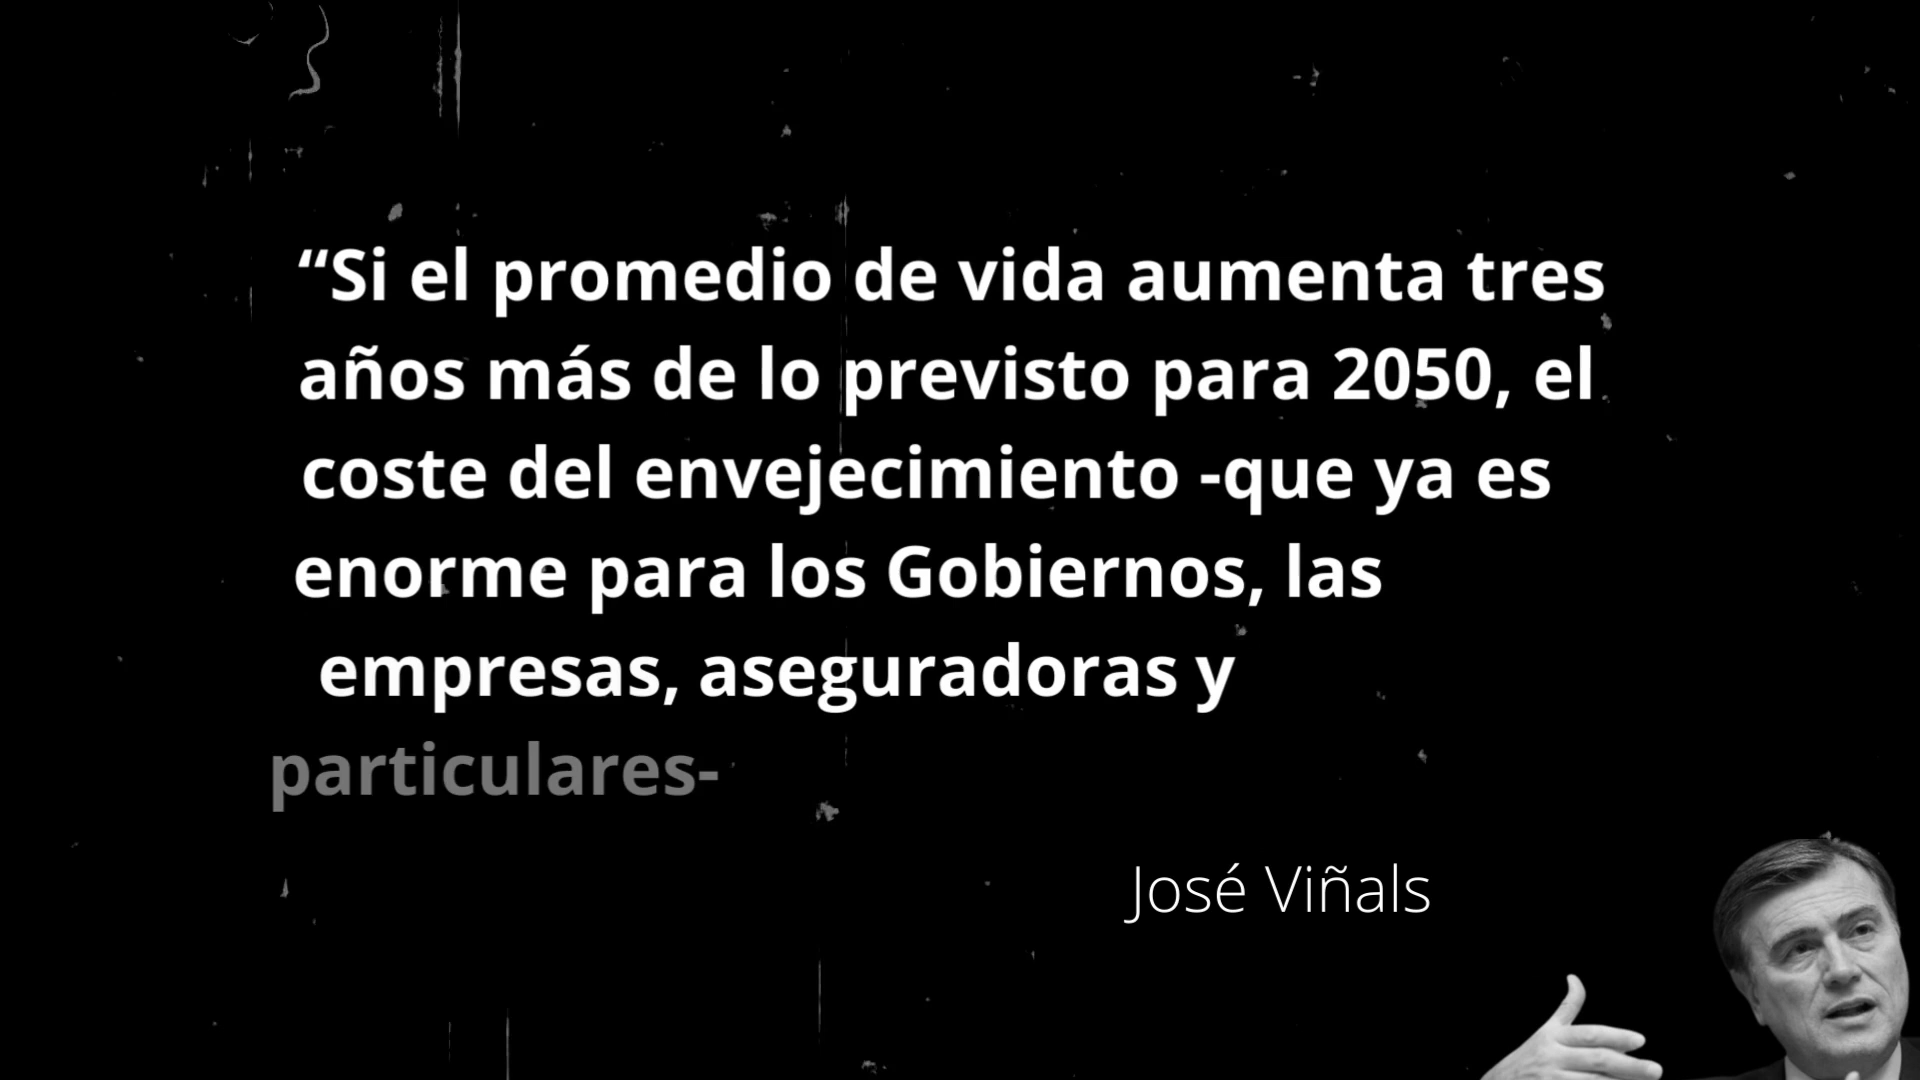 “Si el promedio de vida aumenta tres
años más de lo previsto para 2050, el
coste del envejecimiento -que ya es
enorme para los Gobiernos, las
empresas, aseguradoras y
particulares-
José Viñals